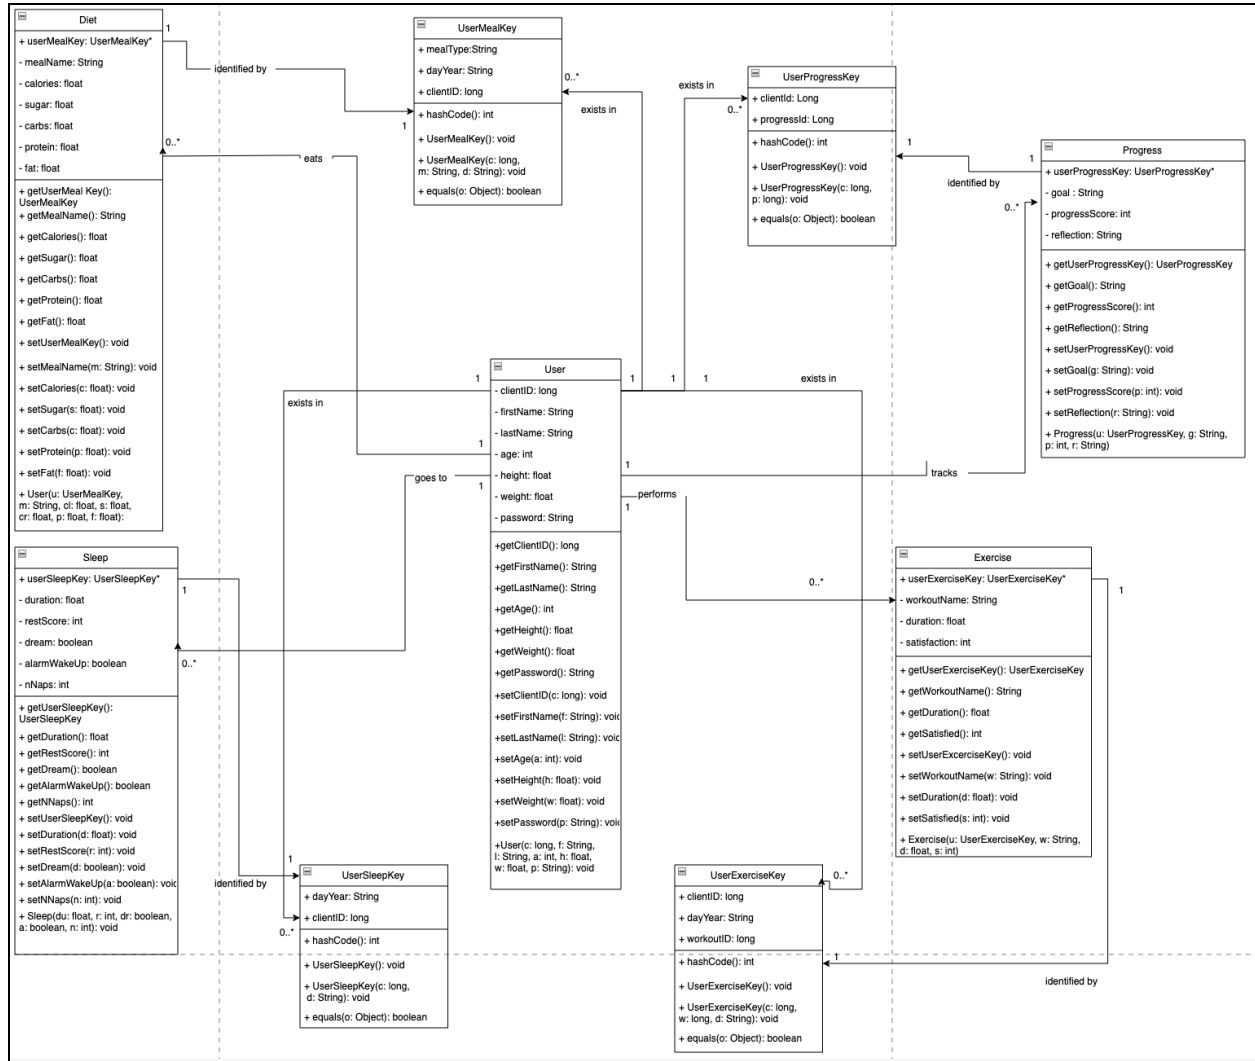 Diet
+ userMealKey: UserMealKey*
- mealName: String
- calories: float
- sugar: float
- carbs: float
- protein: float
- fat: float
+ getUserMeal Key():
UserMealKey
+ getMealName(): String
+ getCalories(): float
+ getSugar(): float
+ getCarbs(): float
+ getProtein(): float
+ getFat(): float
+ setUserMealKey(): void
+ setMealName(m: String): void
+ setCalories(c: float): void
+ setSugar(s: float): void
+ setCarbs(c: float): void
+ setProtein(p: float): void
+ setFat(f: float): void
+ User(u: UserMealKey,
m: String, cl: float, s: float,
cr: float, p: float, f: float):
1
identified by
1
0..*
eats
1
UserMealKey
+ mealType:String
+ dayYear: String
+ clientID: long
+ hashCode(): int
+ UserMealKey(): void
+ UserMealKey(c: long,
m: String, d: String): void
+ equals(o: Object): boolean
0..*
exists in
1
UserProgressKey
+ clientId: Long
+ progressId: Long
+ hashCode(): int
+ UserProgressKey(): void
+ UserProgressKey(c: long,
p: long): void
+ equals(o: Object): boolean
exists in
0..*
1
1
identified by
1
Progress
+ userProgressKey: UserProgressKey*
- goal : String
- progressScore: int
- reflection: String
+ getUserProgressKey(): UserProgressKey
+ getGoal(): String
+ getProgressScore(): int
+ getReflection(): String
+ setUserProgressKey(): void
+ setGoal(g: String): void
+ setProgressScore(p: int): void
+ setReflection(r: String): void
+ Progress(u: UserProgressKey, g: String,
p: int, r: String)
0..*
tracks
1
User
- clientID: long
- firstName: String
- lastName: String
- age: int
- height: float
- weight: float
- password: String
+getClientID(): long
+getFirstName(): String
+getLastName(): String
+getAge(): int
+getHeight(): float
+getWeight(): float
+getPassword(): String
+setClientID(c: long): void
+setFirstName(f: String): void
+setLastName(l: String): void
+setAge(a: int): void
+setHeight(h: float): void
+setWeight(w: float): void
+setPassword(p: String): void
+User(c: long, f: String,
l: String, a: int, h: float,
w: float, p: String): void
1
exists in
0..*
goes to
1
0..*
performs
1
0..*
exists in
0..*
Sleep
+ userSleepKey: UserSleepKey*
- duration: float
- restScore: int
- dream: boolean
- alarmWakeUp: boolean
- nNaps: int
+ getUserSleepKey():
UserSleepKey
+ getDuration(): float
+ getRestScore(): int
+ getDream(): boolean
+ getAlarmWakeUp(): boolean
+ getNNaps(): int
+ setUserSleepKey(): void
+ setDuration(d: float): void
+ setRestScore(r: int): void
+ setDream(d: boolean): void
+ setAlarmWakeUp(a: boolean): void
+ setNNaps(n: int): void
+ Sleep(du: float, r: int, dr: boolean,
a: boolean, n: int): void
1
identified by
1
UserSleepKey
+ dayYear: String
+ clientID: long
+ hashCode(): int
+ UserSleepKey(): void
+ UserSleepKey(c: long,
d: String): void
+ equals(o: Object): boolean
UserExerciseKey
+ clientID: long
+ dayYear: String
+ workoutID: long
+ hashCode(): int
+ UserExerciseKey(): void
+ UserExerciseKey(c: long,
w: long, d: String): void
+ equals(o: Object): boolean
Exercise
+ userExerciseKey: UserExerciseKey*
- workoutName: String
- duration: float
- satisfaction: int
+ getUserExerciseKey(): UserExerciseKey
+ getWorkoutName(): String
+ getDuration(): float
+ getSatisfied(): int
+ setUserExcerciseKey(): void
+ setWorkoutName(w: String): void
+ setDuration(d: float): void
+ setSatisfied(s: int): void
+ Exercise(u: UserExerciseKey, w: String,
d: float, s: int)
1
1
identified by